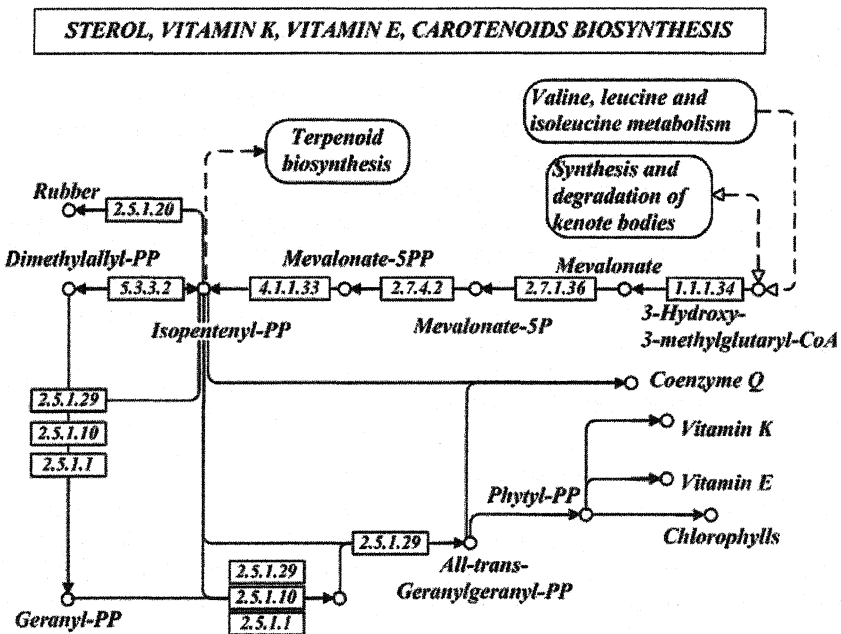 STEROL, VITAMIN K, VITAMIN E, CAROTENOIDS BIOSYNTHESIS
Valine, leucine and
isoleucine metabolism
Terpenoid
biosynthesis
Synthesis and
degradation of
kenote bodies
Rubber
2.5.1.20
Dimethylallyl-PP
Mevalonate-5PP
Mevalonate
5.3.3.2
4.1.1.33
2.7.4.2
2.7.1.36
1.1.1.34
Isopentenyl-PP
Mevalonate-5P
3-Hydroxy-
3-methylglutaryl-CoA
Coenzyme Q
2.5.1.29
2.5.1.10
2.5.1.1
Vitamin K
Vitamin E
Phytyl-PP
Chlorophylls
2.5.1.29
All-trans-
Geranylgeranyl-PP
2.5.1.29
2.5.1.10
2.5.1.1
Geranyl-PP